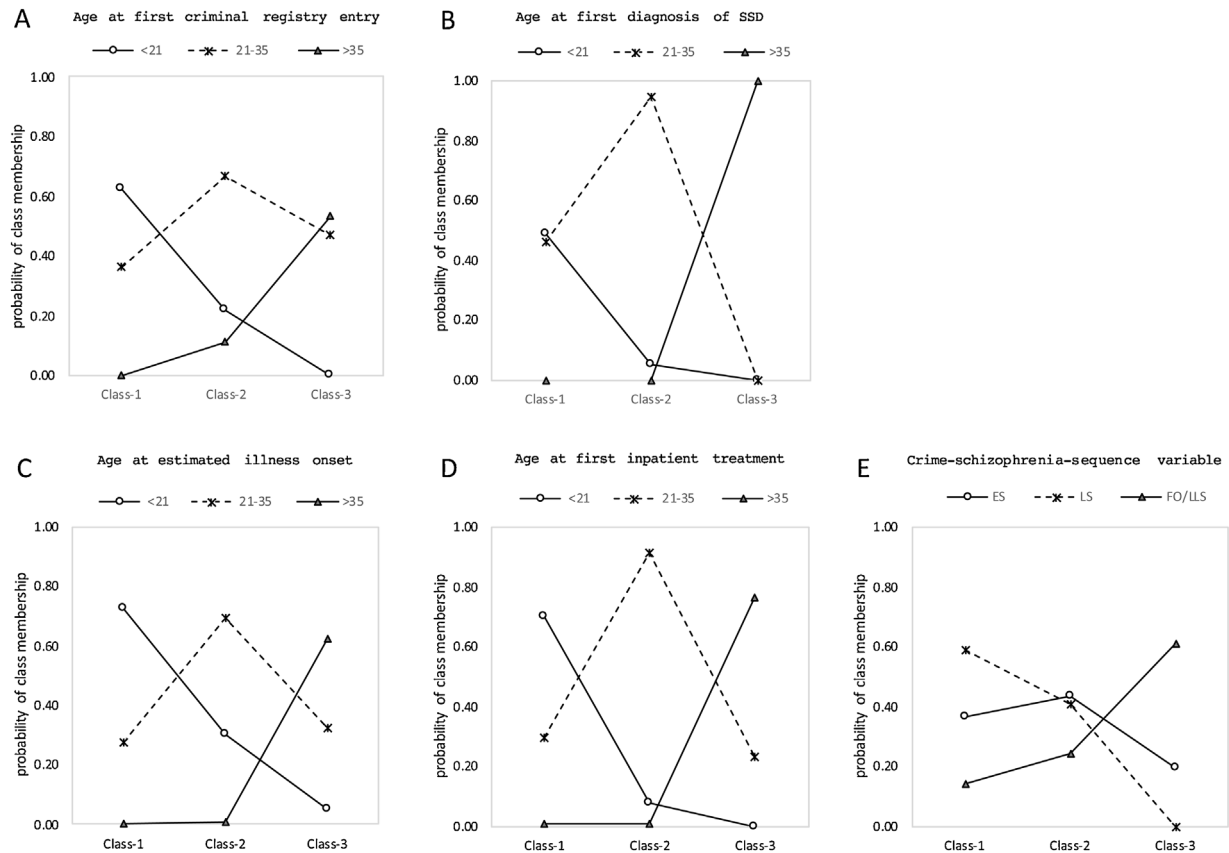 A
Age at first criminal registry entry
<21 21-35 >35
probability of class membership
1.00
0.80
0.60
0.40
0.20
0.00
Class-1 Class-2 Class-3
B
Age at first diagnosis of SSD
<21 21-35 >35
probability of class membership
1.00
0.80
0.60
0.40
0.20
0.00
Class-1 Class-2 Class-3
C
Age at estimated illness onset
<21 21-35 >35
probability of class membership
1.00
0.80
0.60
0.40
0.20
0.00
Class-1 Class-2 Class-3
D
Age at first inpatient treatment
<21 21-35 >35
probability of class membership
1.00
0.80
0.60
0.40
0.20
0.00
Class-1 Class-2 Class-3
E
Crime-schizophrenia-sequence variable
ES LS FO/LLS
probability of class membership
1.00
0.80
0.60
0.40
0.20
0.00
Class-1 Class-2 Class-3